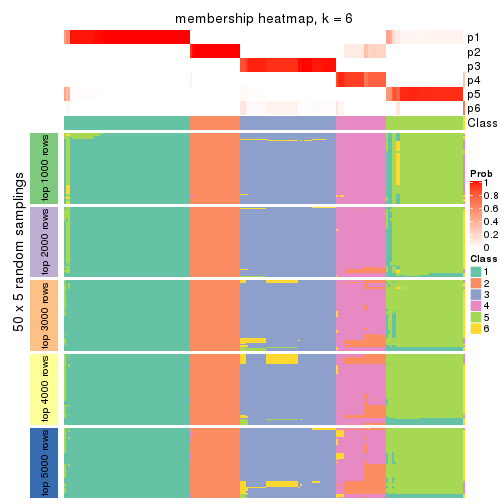 membership heatmap, k = 6
p1
p2
p3
p4
p5
p6
Class
50 x 5 random samplings
top 1000 rows
top 2000 rows
top 3000 rows
top 4000 rows
top 5000 rows
Prob
1
0.8
0.6
0.4
0.2
0
Class
1
2
3
4
5
6